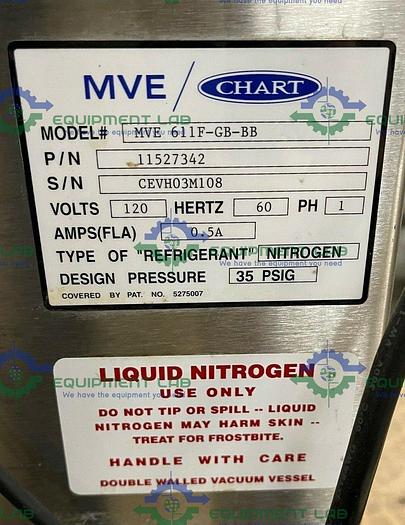 MVE / CHART
MODEL# MVE 611F-GB-BB
P/N 11527342
S/N CEVH03M108
VOLTS 120 HERTZ 60 PH 1
AMPS(FLA) 0.5A
TYPE OF "REFRIGERANT" NITROGEN
DESIGN PRESSURE 35 PSIG
COVERED BY PAT. NO. 5275007
LIQUID NITROGEN
USE ONLY
DO NOT TIP OR SPILL -- LIQUID
NITROGEN MAY HARM SKIN --
TREAT FOR FROSTBITE.
HANDLE WITH CARE
DOUBLE WALLED VACUUM VESSEL
EQUIPMENT LAB
We have the equipment you need